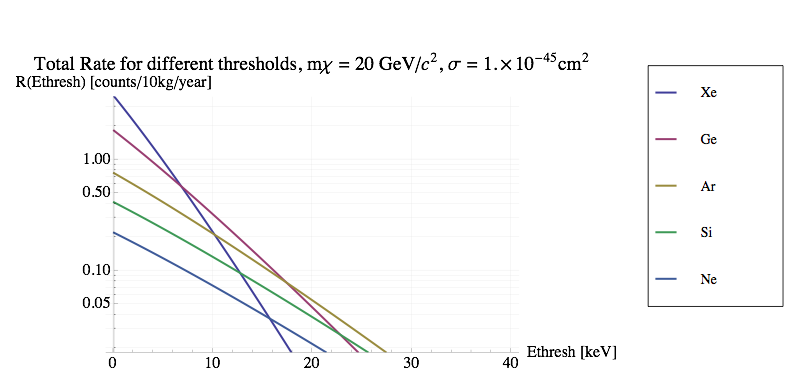 Total Rate for different thresholds, mχ = 20 GeV/c², σ = 1.×10⁻⁴⁵cm²
R(Ethresh) [counts/10kg/year]
Xe
Ge
Ar
Si
Ne
1.00
0.50
0.10
0.05
0 10 20 30 40
Ethresh [keV]